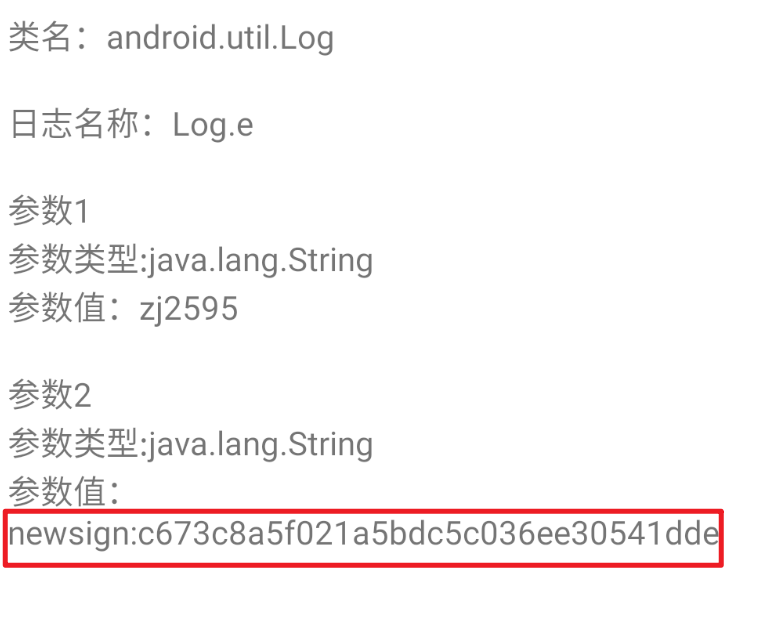 类名：android.util.Log
日志名称：Log.e
参数1
参数类型:java.lang.String
参数值：zj2595
参数2
参数类型:java.lang.String
参数值：
newsign:c673c8a5f021a5bdc5c036ee30541dde